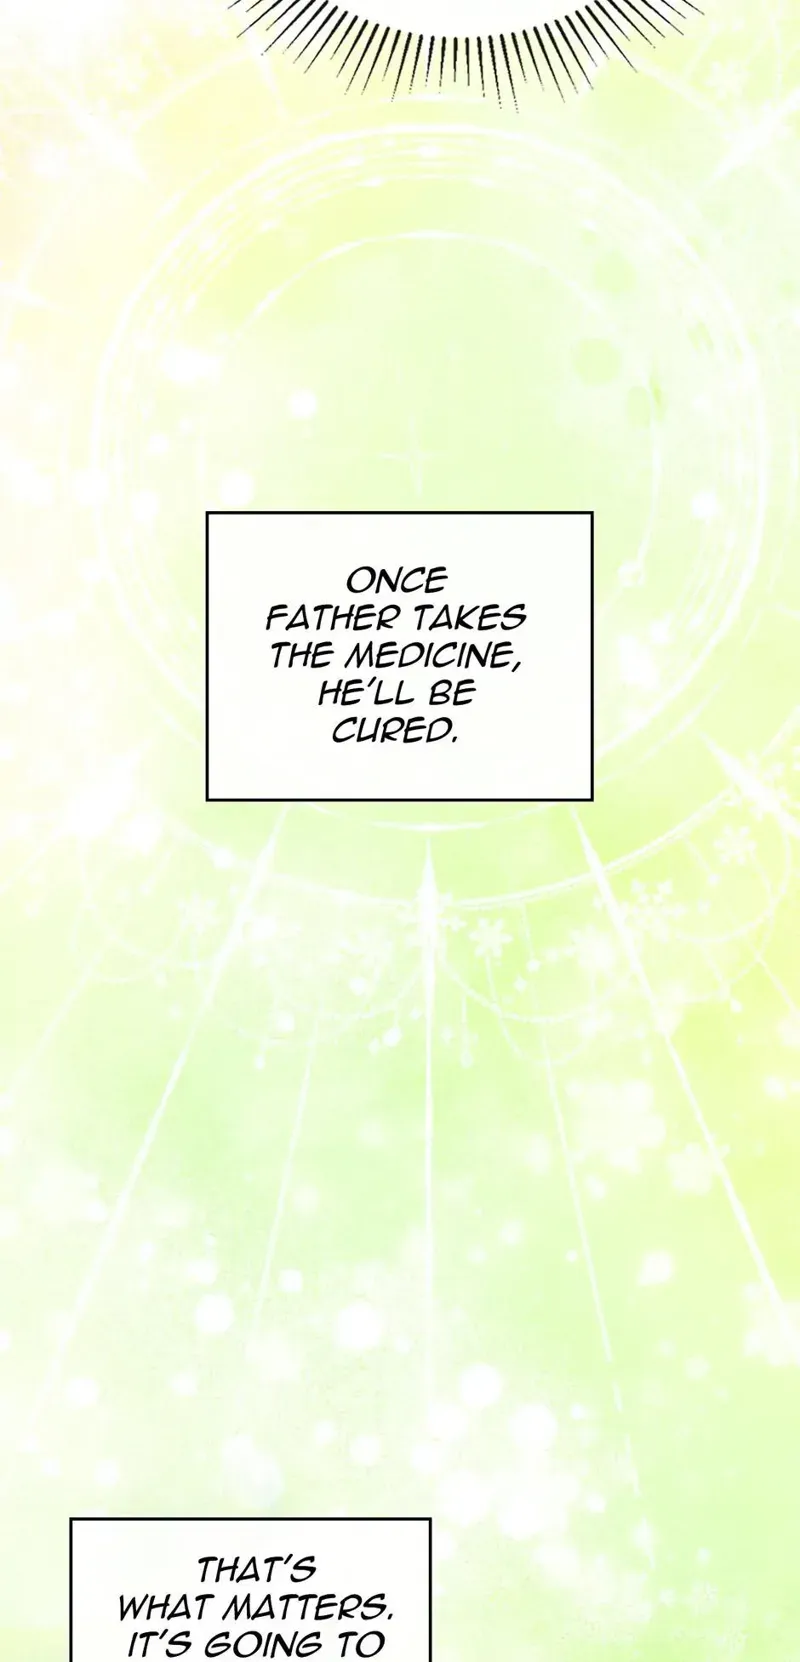 ONCE
FATHER TAKES
THE MEDICINE,
HE'LL BE
CURED.
THAT'S
WHAT MATTERS.
IT'S GOING TO